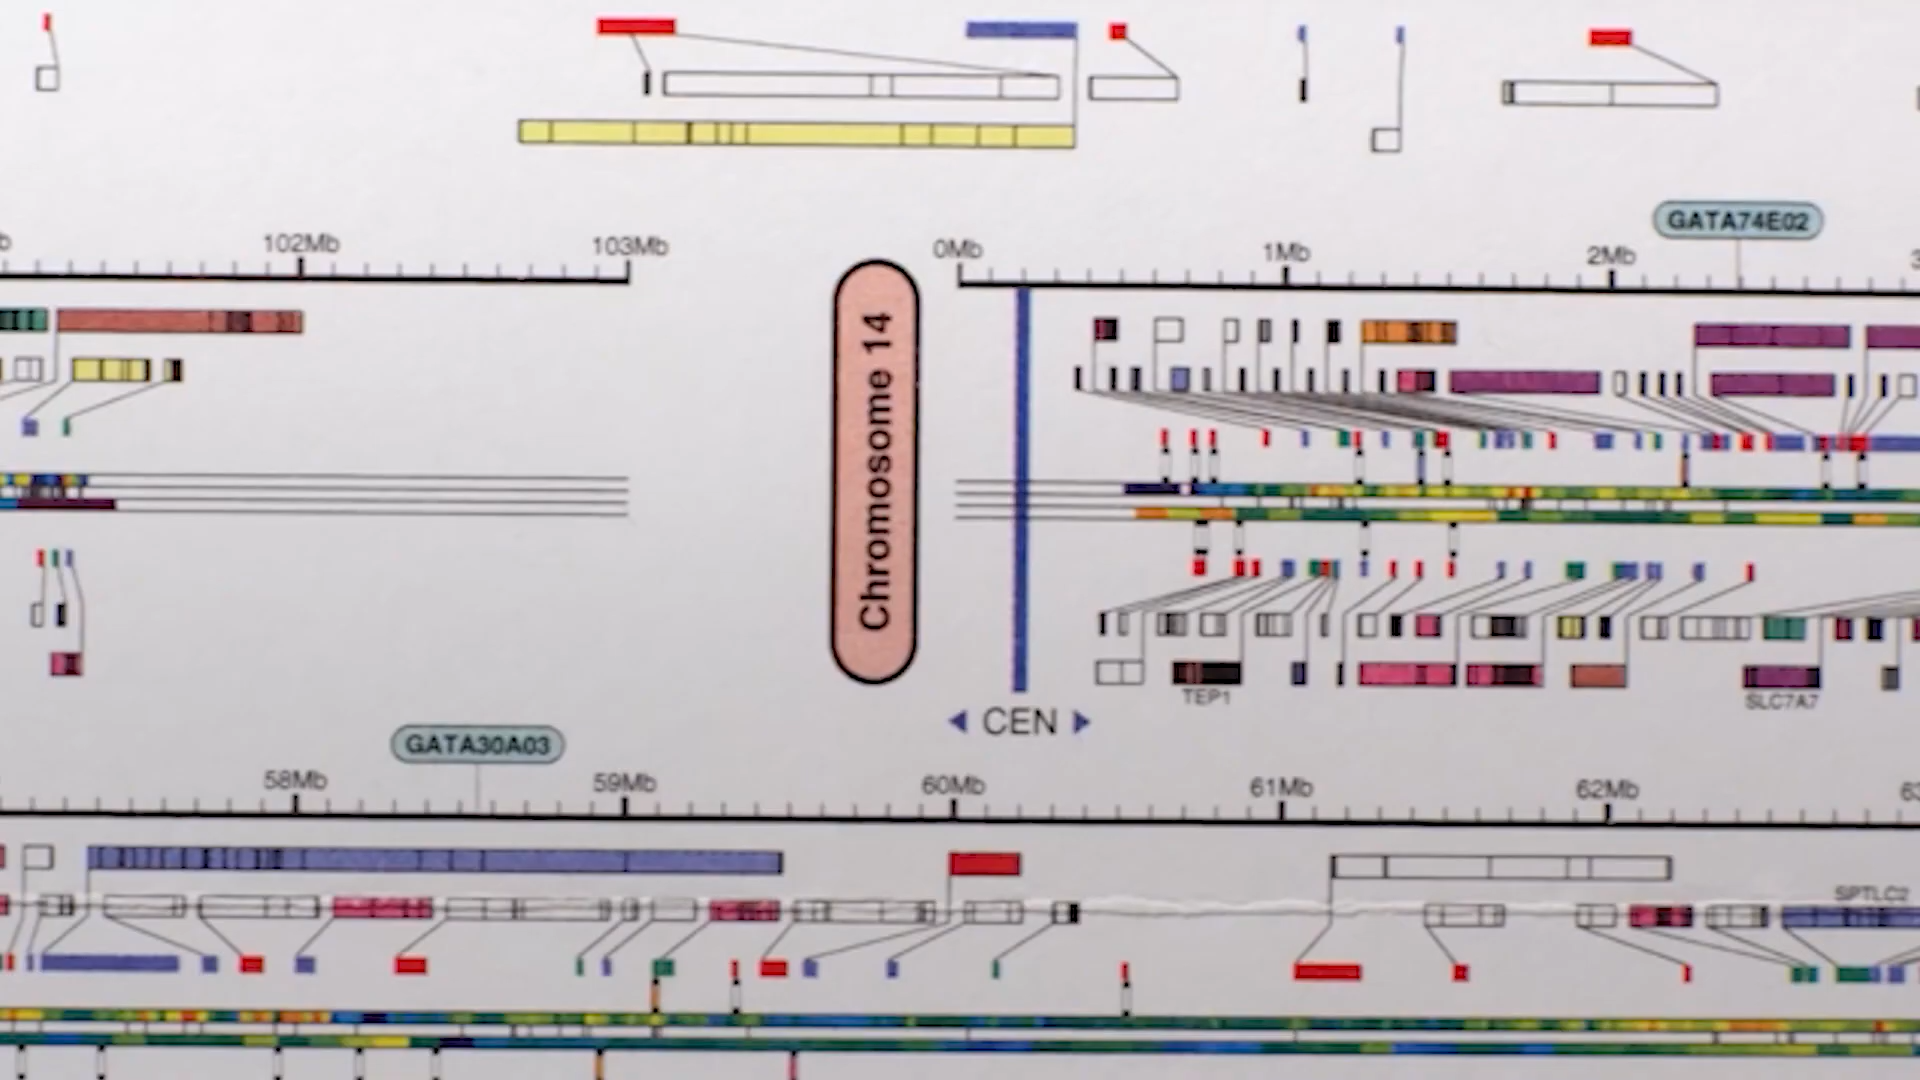 GATA74E02
102Mb 103Mb 0Mb 1Mb 2Mb
Chromosome 14
TEP1 SLC7A7
CEN
GATA30A03
58Mb 59Mb 60Mb 61Mb 62Mb
SPTLC2